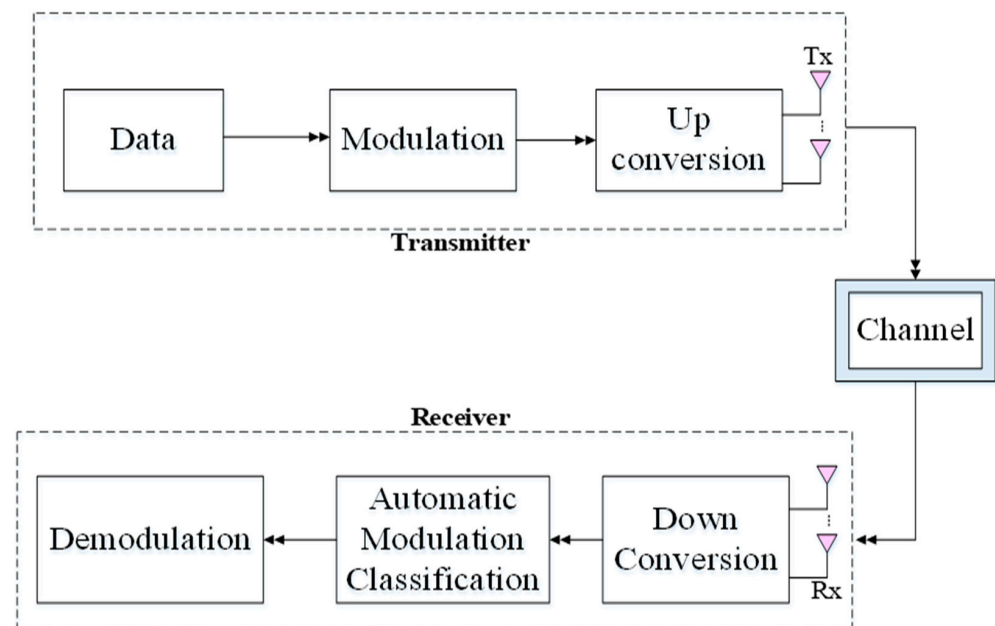 Tx
Data
Modulation
Up
conversion
Transmitter
Channel
Receiver
Demodulation
Automatic
Modulation
Classification
Down
Conversion
Rx